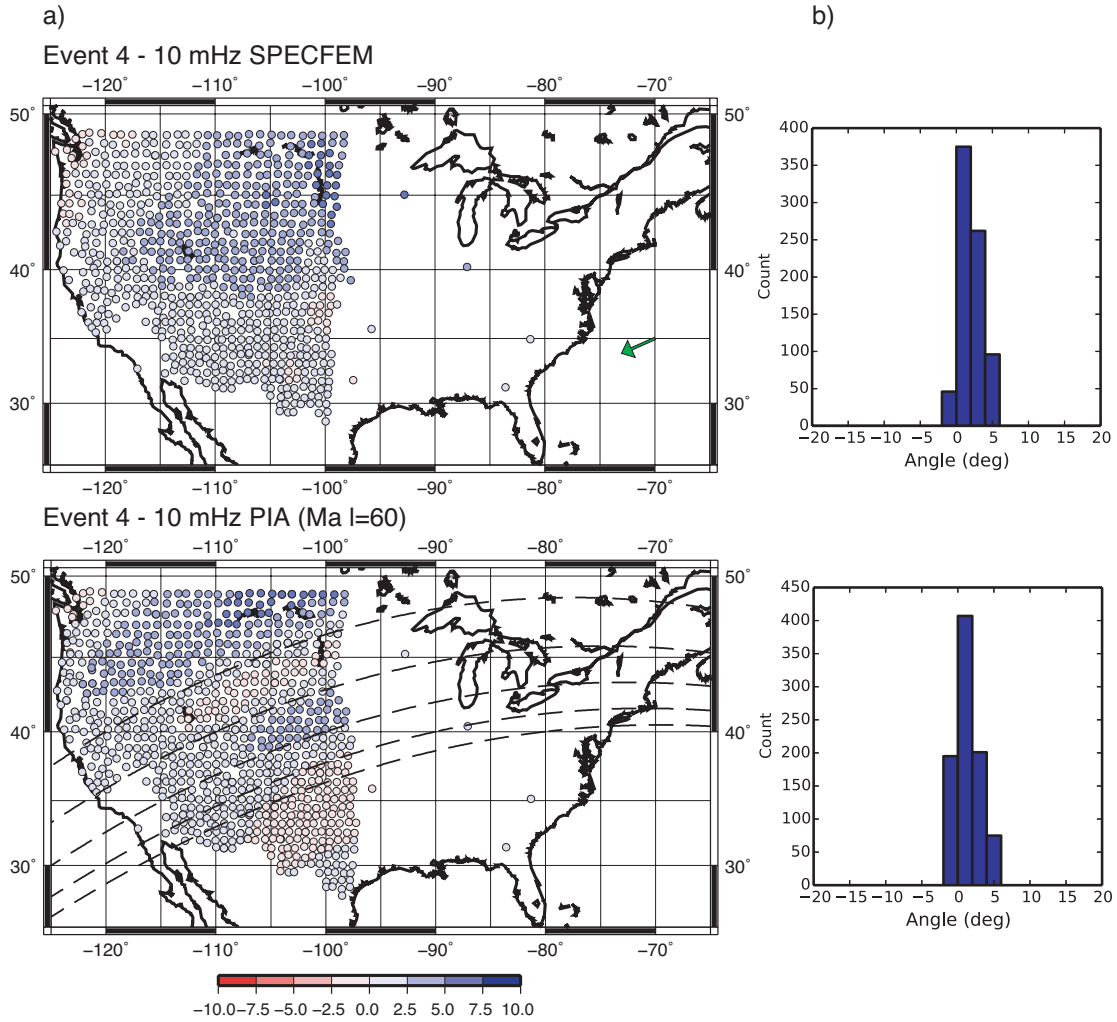 a)
b)
Event 4 - 10 mHz SPECFEM
−120˚ −110˚ −100˚ −90˚ −80˚ −70˚
50˚ 50˚
40˚ 40˚
30˚ 30˚
−120˚ −110˚ −100˚ −90˚ −80˚ −70˚
400
350
300
250
200
150
100
50
0
Count
−20 −15 −10 −5 0 5 10 15 20
Angle (deg)
Event 4 - 10 mHz PIA (Ma l=60)
−120˚ −110˚ −100˚ −90˚ −80˚ −70˚
50˚ 50˚
40˚ 40˚
30˚ 30˚
−120˚ −110˚ −100˚ −90˚ −80˚ −70˚
450
400
350
300
250
200
150
100
50
0
Count
−20 −15 −10 −5 0 5 10 15 20
Angle (deg)
−10.0 −7.5 −5.0 −2.5 0.0 2.5 5.0 7.5 10.0